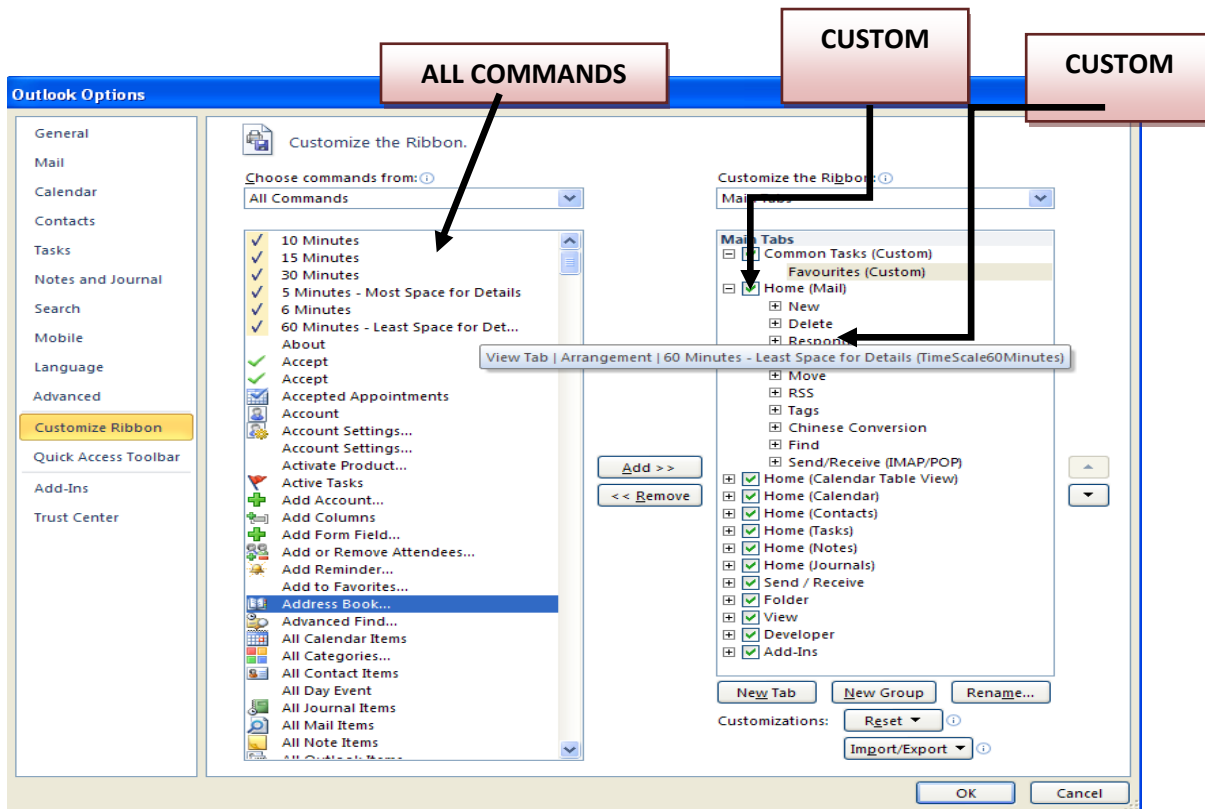 CUSTOM
CUSTOM
ALL COMMANDS
Outlook Options
General
Mail
Calendar
Contacts
Tasks
Notes and Journal
Search
Mobile
Language
Advanced
Customize Ribbon
Quick Access Toolbar
Add-Ins
Trust Center
Customize the Ribbon.
Choose commands from:
All Commands
10 Minutes
15 Minutes
30 Minutes
5 Minutes - Most Space for Details
6 Minutes
60 Minutes - Least Space for Det...
About
Accept
Accept
Accepted Appointments
Account
Account Settings...
Account Settings...
Activate Product...
Active Tasks
Add Account...
Add Columns
Add Form Field...
Add or Remove Attendees...
Add Reminder...
Add to Favorites...
Address Book...
Advanced Find...
All Calendar Items
All Categories...
All Contact Items
All Day Event
All Journal Items
All Mail Items
All Note Items
All Outlook Items
Add >>
<< Remove
Customize the Ribbon:
Main Tabs
Main Tabs
Common Tasks (Custom)
Favourites (Custom)
Home (Mail)
New
Delete
Respond
View Tab | Arrangement | 60 Minutes - Least Space for Details (TimeScale60Minutes)
Move
RSS
Tags
Chinese Conversion
Find
Send/Receive (IMAP/POP)
Home (Calendar Table View)
Home (Calendar)
Home (Contacts)
Home (Tasks)
Home (Notes)
Home (Journals)
Send / Receive
Folder
View
Developer
Add-Ins
New Tab
New Group
Rename...
Customizations:
Reset
Import/Export
OK
Cancel